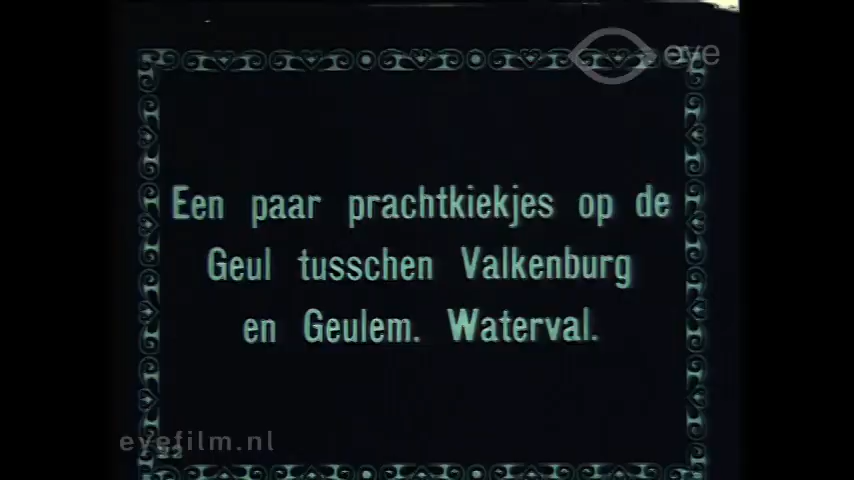 eye
Een paar prachtkiekjes op de
Geul tusschen Valkenburg
en Geulem. Waterval.
eyefilm.nl